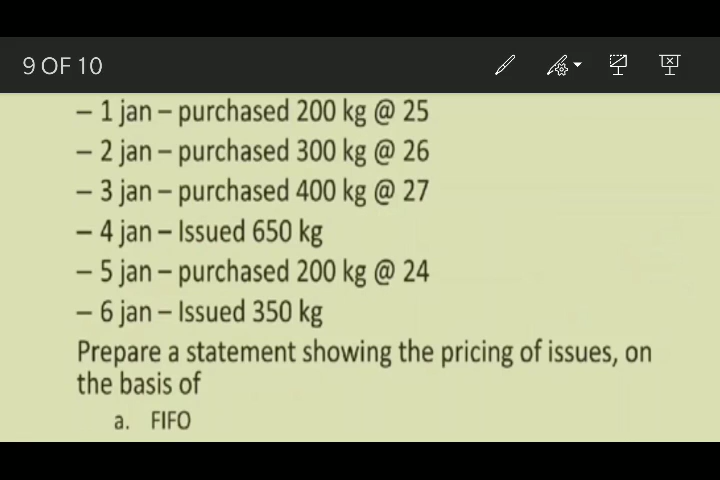 9 OF 10
– 1 jan – purchased 200 kg @ 25
– 2 jan – purchased 300 kg @ 26
– 3 jan – purchased 400 kg @ 27
– 4 jan – Issued 650 kg
– 5 jan – purchased 200 kg @ 24
– 6 jan – Issued 350 kg
Prepare a statement showing the pricing of issues, on
the basis of
a. FIFO